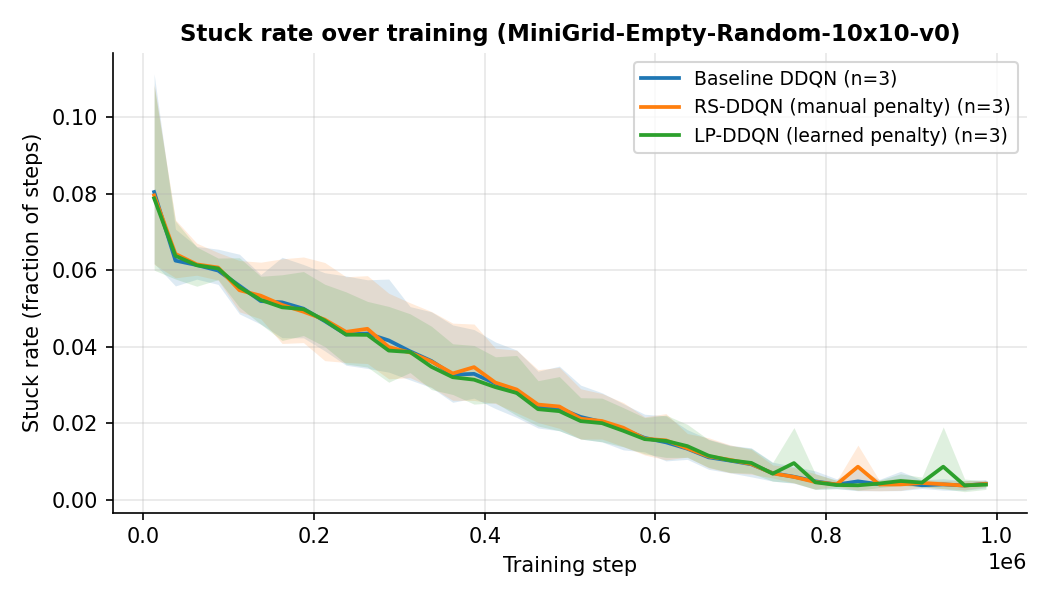 Stuck rate over training (MiniGrid-Empty-Random-10x10-v0)
Baseline DDQN (n=3)
RS-DDQN (manual penalty) (n=3)
LP-DDQN (learned penalty) (n=3)
Stuck rate (fraction of steps)
0.10
0.08
0.06
0.04
0.02
0.00
0.0 0.2 0.4 0.6 0.8 1.0
1e6
Training step